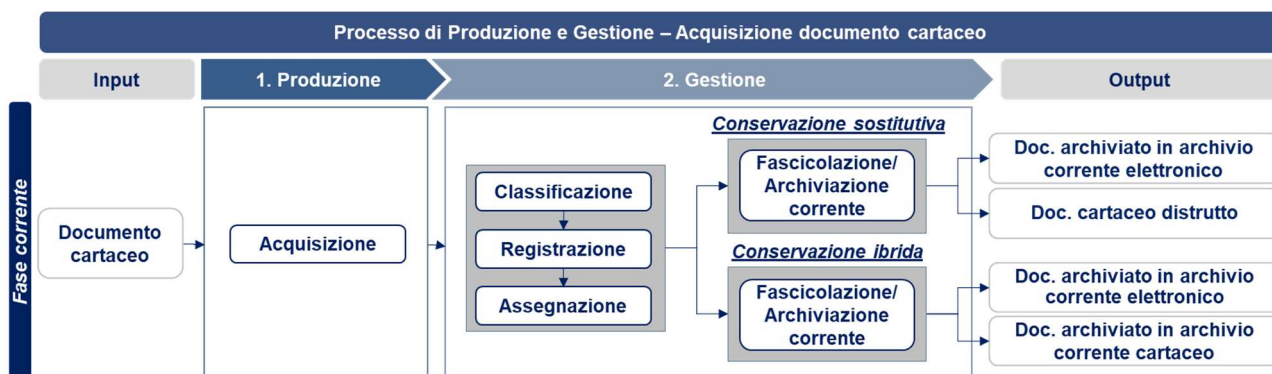 Processo di Produzione e Gestione – Acquisizione documento cartaceo
Input
1. Produzione
2. Gestione
Output
Fase corrente
Documento
cartaceo
Acquisizione
Classificazione
Registrazione
Assegnazione
Conservazione sostitutiva
Fascicolazione/
Archiviazione
corrente
Conservazione ibrida
Fascicolazione/
Archiviazione
corrente
Doc. archiviato in archivio
corrente elettronico
Doc. cartaceo distrutto
Doc. archiviato in archivio
corrente elettronico
Doc. archiviato in archivio
corrente cartaceo